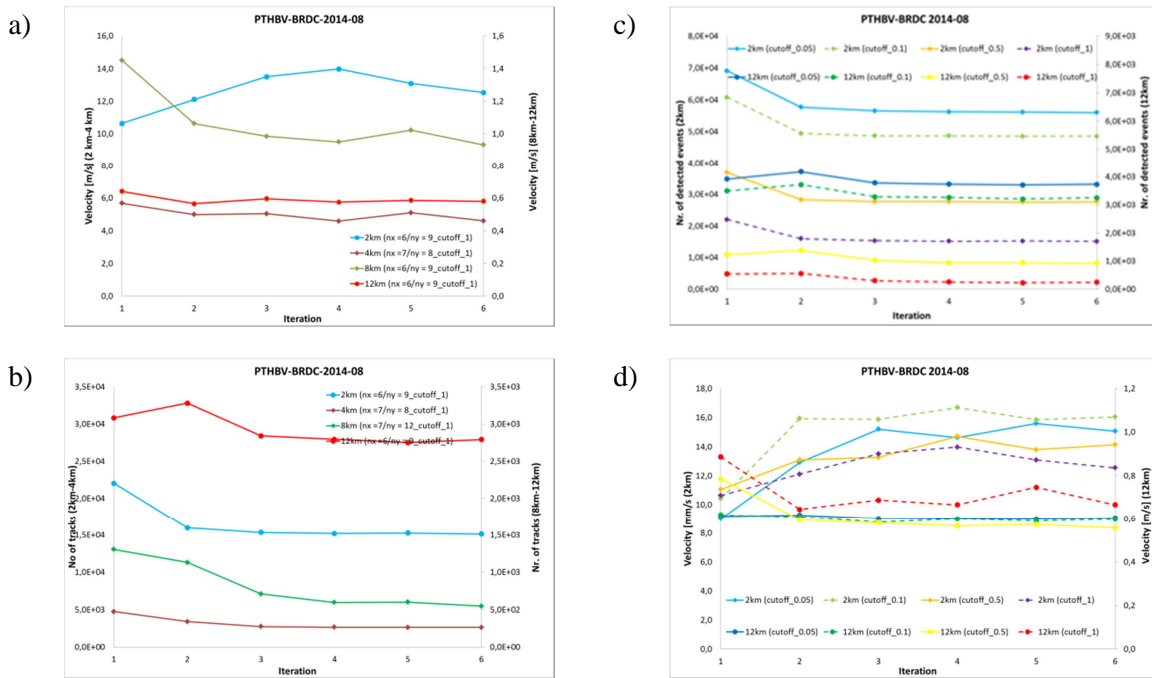 a)
PTHBV-BRDC-2014-08
Velocity [m/s] (2 km-4 km)
16,0
14,0
12,0
10,0
8,0
6,0
4,0
2,0
0,0
1,6
1,4
1,2
1,0
0,8
0,6
0,4
0,2
0,0
Velocity [m/s] (8km-12km)
2km (nx =6/ny = 9_cutoff_1)
4km (nx =7/ny = 8_cutoff_1)
8km (nx =6/ny = 9_cutoff_1)
12km (nx =6/ny = 9_cutoff_1)
1 2 3 4 5 6
Iteration
c)
PTHBV-BRDC 2014-08
Nr. of detected events (2km)
8,0E+04
7,0E+04
6,0E+04
5,0E+04
4,0E+04
3,0E+04
2,0E+04
1,0E+04
0,0E+00
9,0E+03
8,0E+03
7,0E+03
6,0E+03
5,0E+03
4,0E+03
3,0E+03
2,0E+03
1,0E+03
0,0E+00
Nr. of detected events (12km)
2km (cutoff_0.05) 2km (cutoff_0.1) 2km (cutoff_0.5) 2km (cutoff_1)
12km (cutoff_0.05) 12km (cutoff_0.1) 12km (cutoff_0.5) 12km (cutoff_1)
1 2 3 4 5 6
Iteration
b)
PTHBV-BRDC-2014-08
No of tracks (2km-4km)
3,5E+04
3,0E+04
2,5E+04
2,0E+04
1,5E+04
1,0E+04
5,0E+03
0,0E+00
3,5E+03
3,0E+03
2,5E+03
2,0E+03
1,5E+03
1,0E+03
5,0E+02
0,0E+00
Nr. of tracks (8km-12km)
2km (nx =6/ny = 9_cutoff_1)
4km (nx =7/ny = 8_cutoff_1)
8km (nx =7/ny = 12_cutoff_1)
12km (nx =6/ny = 9_cutoff_1)
1 2 3 4 5 6
Iteration
d)
PTHBV-BRDC 2014-08
Velocity [mm/s (2km)
18,0
16,0
14,0
12,0
10,0
8,0
6,0
4,0
2,0
0,0
1,2
1,0
0,8
0,6
0,4
0,2
0,0
Velocity [m/s] (12km)
2km (cutoff_0.05) 2km (cutoff_0.1) 2km (cutoff_0.5) 2km (cutoff_1)
12km (cutoff_0.05) 12km (cutoff_0.1) 12km (cutoff_0.5) 12km (cutoff_1)
1 2 3 4 5 6
Iteration